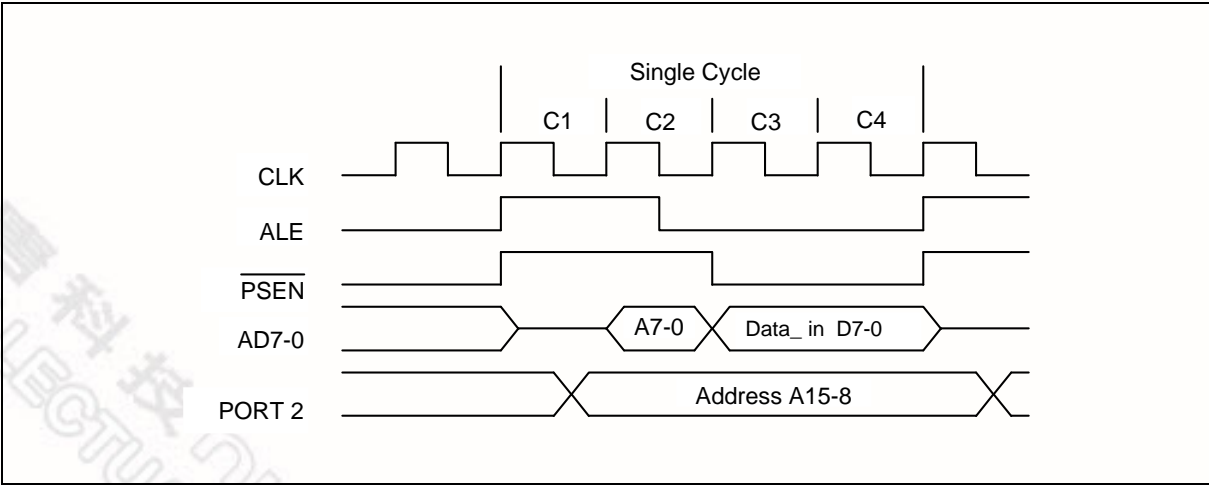 Single Cycle
C1 C2 C3 C4
CLK
ALE
PSEN
AD7-0 A7-0 Data_ in D7-0
PORT 2 Address A15-8